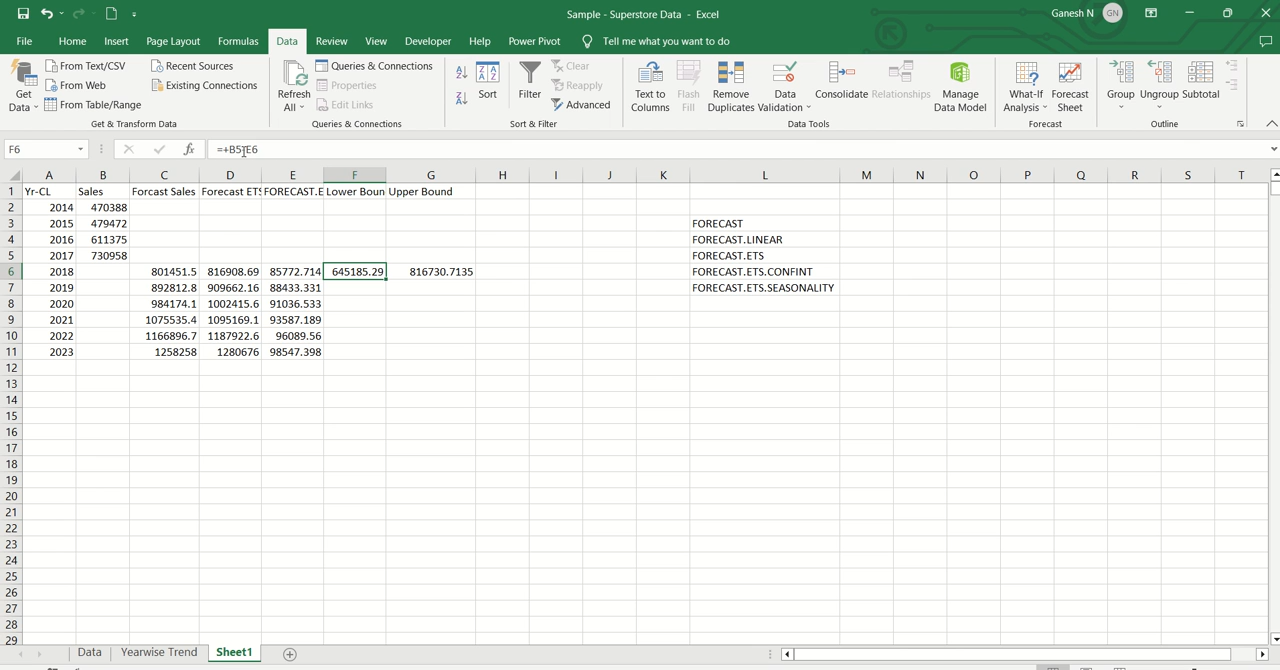 Sample - Superstore Data - Excel
Ganesh N GN
File Home Insert Page Layout Formulas Data Review View Developer Help Power Pivot Tell me what you want to do
Get Data
From Text/CSV
From Web
From Table/Range
Recent Sources
Existing Connections
Get & Transform Data
Refresh All
Queries & Connections
Properties
Edit Links
Queries & Connections
Sort
Filter
Clear
Reapply
Advanced
Sort & Filter
Text to Columns
Flash Fill
Remove Duplicates
Data Validation
Consolidate
Relationships
Manage Data Model
Data Tools
What-If Analysis
Forecast Sheet
Forecast
Group
Ungroup
Subtotal
Outline
F6 fx
A B C D E F G H I J K L M N O P Q R S T
1 Yr-CL Sales Forcast Sales Forecast ETS FORECAST.E Lower Boun Upper Bound
2 2014 470388
3 2015 479472 FORECAST
4 2016 611375 FORECAST.LINEAR
5 2017 730958 FORECAST.ETS
6 2018 801451.5 816908.69 85772.714 645185.29 816730.7135 FORECAST.ETS.CONFINT
7 2019 892812.8 909662.16 88433.331 FORECAST.ETS.SEASONALITY
8 2020 984174.1 1002415.6 91036.533
9 2021 1075535.4 1095169.1 93587.189
10 2022 1166896.7 1187922.6 96089.56
11 2023 1258258 1280676 98547.398
12
13
14
15
16
17
18
19
20
21
22
23
24
25
26
27
28
29
Data Yearwise Trend Sheet1